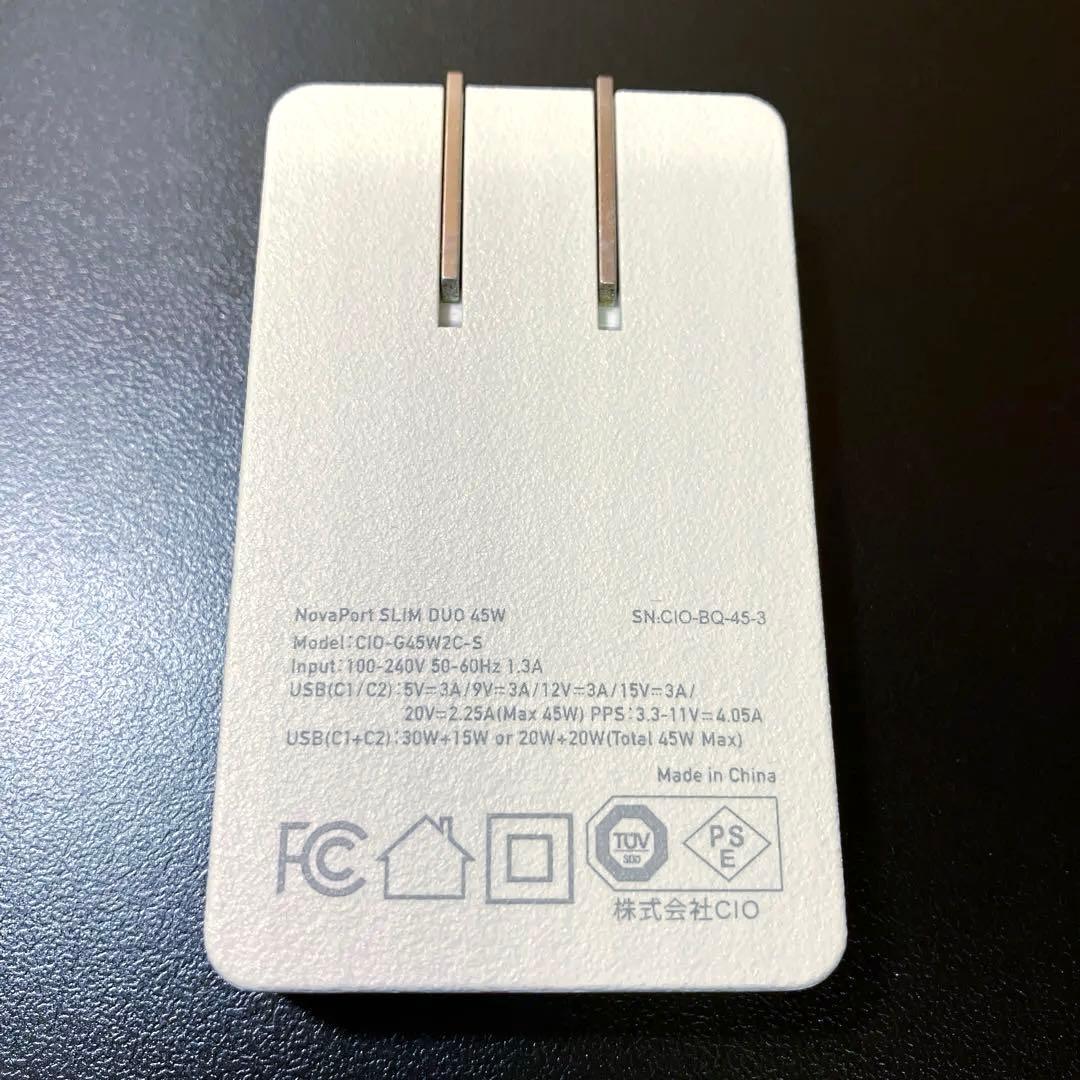 NovaPort SLIM DUO 45W
SN:CIO-BQ-45-3
Model:CIO-G45W2C-S
Input:100-240V 50-60Hz 1.3A
USB(C1/C2):5V=3A/9V=3A/12V=3A/15V=3A/
20V=2.25A(Max 45W) PPS:3.3-11V=4.05A
USB(C1+C2):30W+15W or 20W+20W(Total 45W Max)
Made in China
FC
TÜV
SÜD
PS
E
株式会社CIO